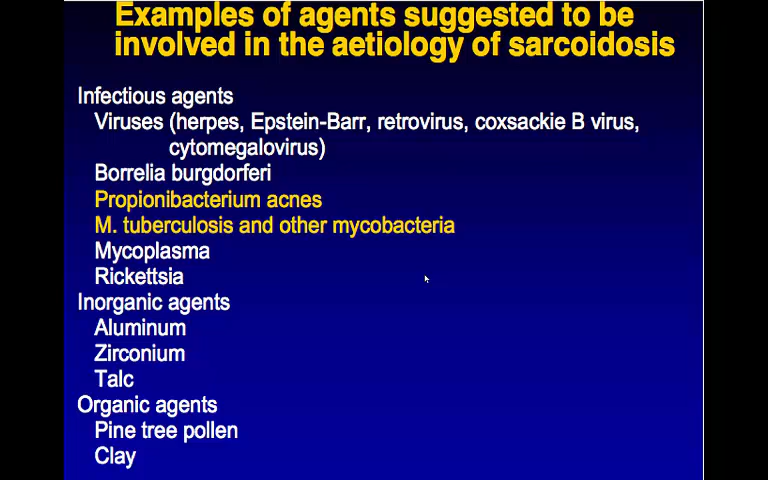 Examples of agents suggested to be
involved in the aetiology of sarcoidosis
Infectious agents
Viruses (herpes, Epstein-Barr, retrovirus, coxsackie B virus,
cytomegalovirus)
Borrelia burgdorferi
Propionibacterium acnes
M. tuberculosis and other mycobacteria
Mycoplasma
Rickettsia
Inorganic agents
Aluminum
Zirconium
Talc
Organic agents
Pine tree pollen
Clay